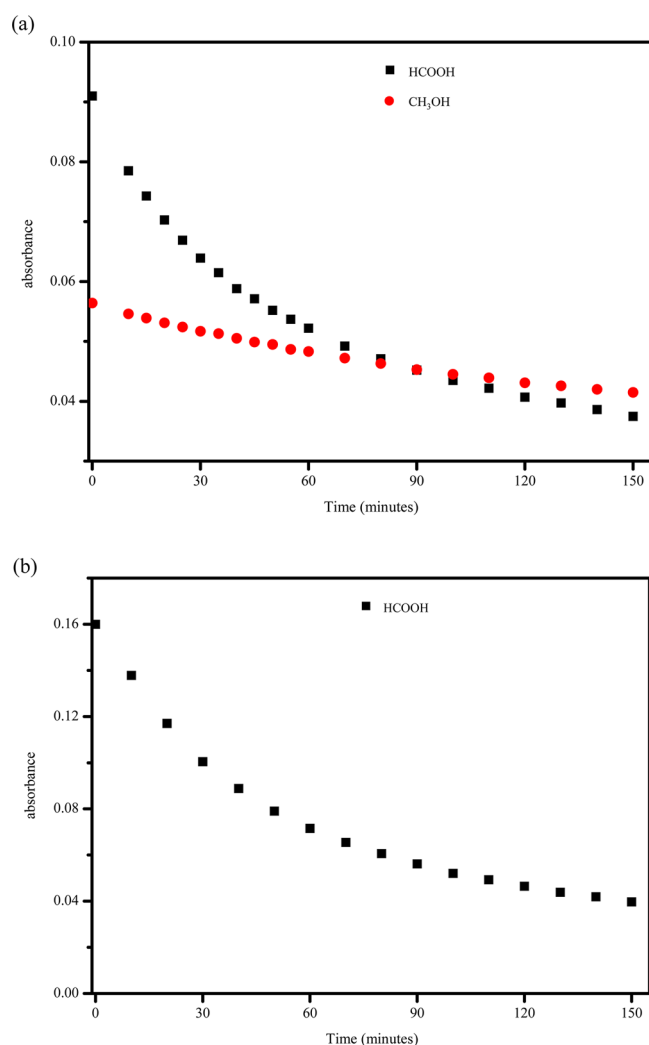 (a)
0.10
0.08
0.06
0.04
absorbance
HCOOH
CH₃OH
0 30 60 90 120 150
Time (minutes)
(b)
0.16
0.12
0.08
0.04
0.00
absorbance
HCOOH
0 30 60 90 120 150
Time (minutes)